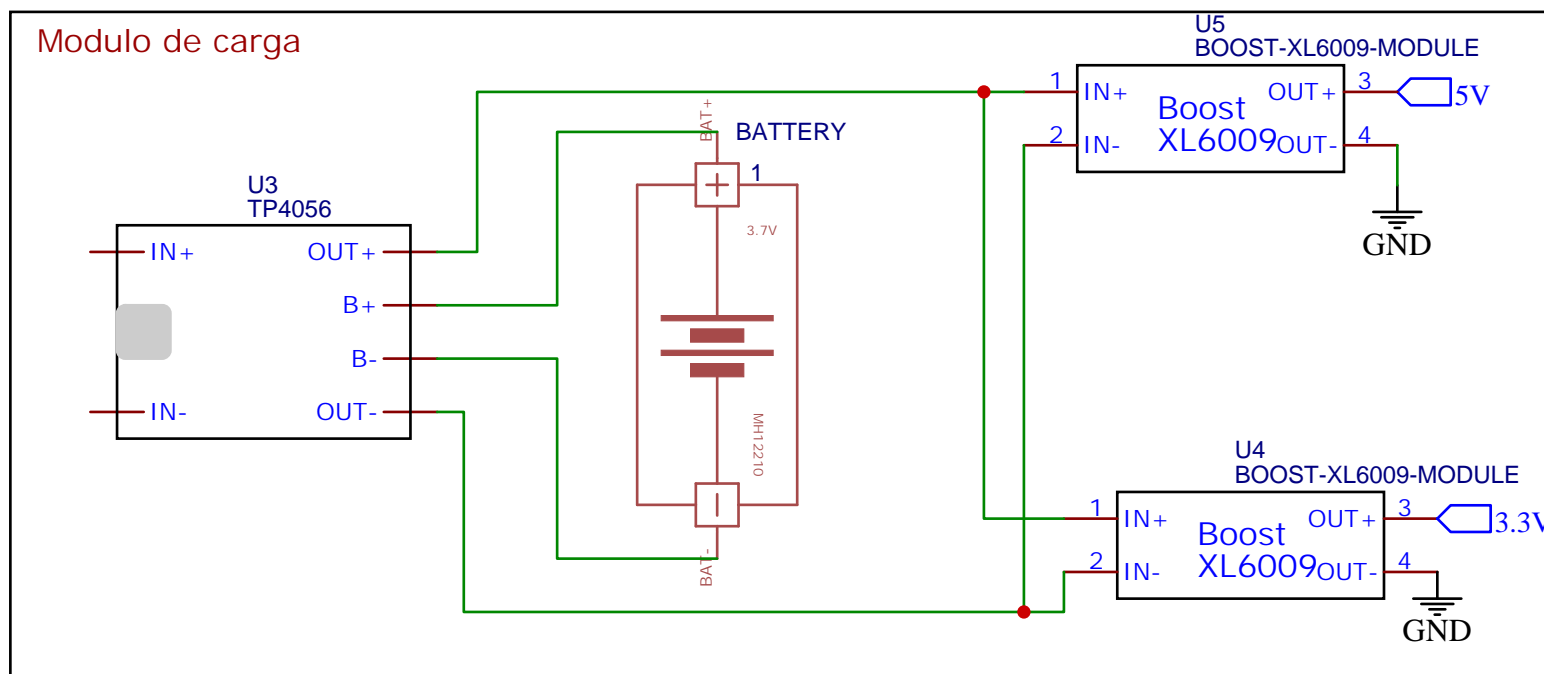 Modulo de carga
U3
TP4056
IN+
OUT+
B+
B-
IN-
OUT-
BAT+
BATTERY
1
3.7V
MH12210
BAT-
U5
BOOST-XL6009-MODULE
1
IN+
OUT+
3
5V
Boost
XL6009
2
IN-
OUT-
4
GND
U4
BOOST-XL6009-MODULE
1
IN+
OUT+
3
3.3V
Boost
XL6009
2
IN-
OUT-
4
GND